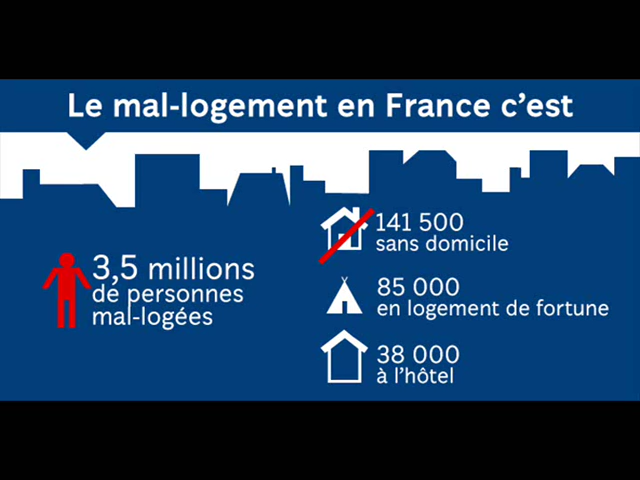 Le mal-logement en France c’est
3,5 millions
de personnes
mal-logées
141 500
sans domicile
85 000
en logement de fortune
38 000
à l’hôtel